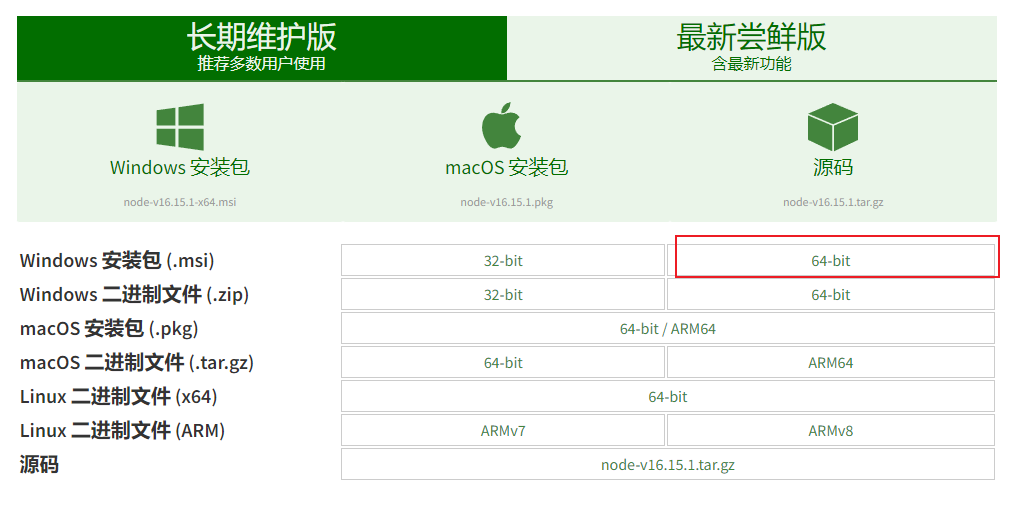 长期维护版
推荐多数用户使用
最新尝鲜版
含最新功能
Windows 安装包
node-v16.15.1-x64.msi
macOS 安装包
node-v16.15.1.pkg
源码
node-v16.15.1.tar.gz
Windows 安装包 (.msi) 32-bit 64-bit
Windows 二进制文件 (.zip) 32-bit 64-bit
macOS 安装包 (.pkg) 64-bit / ARM64
macOS 二进制文件 (.tar.gz) 64-bit ARM64
Linux 二进制文件 (x64) 64-bit
Linux 二进制文件 (ARM) ARMv7 ARMv8
源码 node-v16.15.1.tar.gz